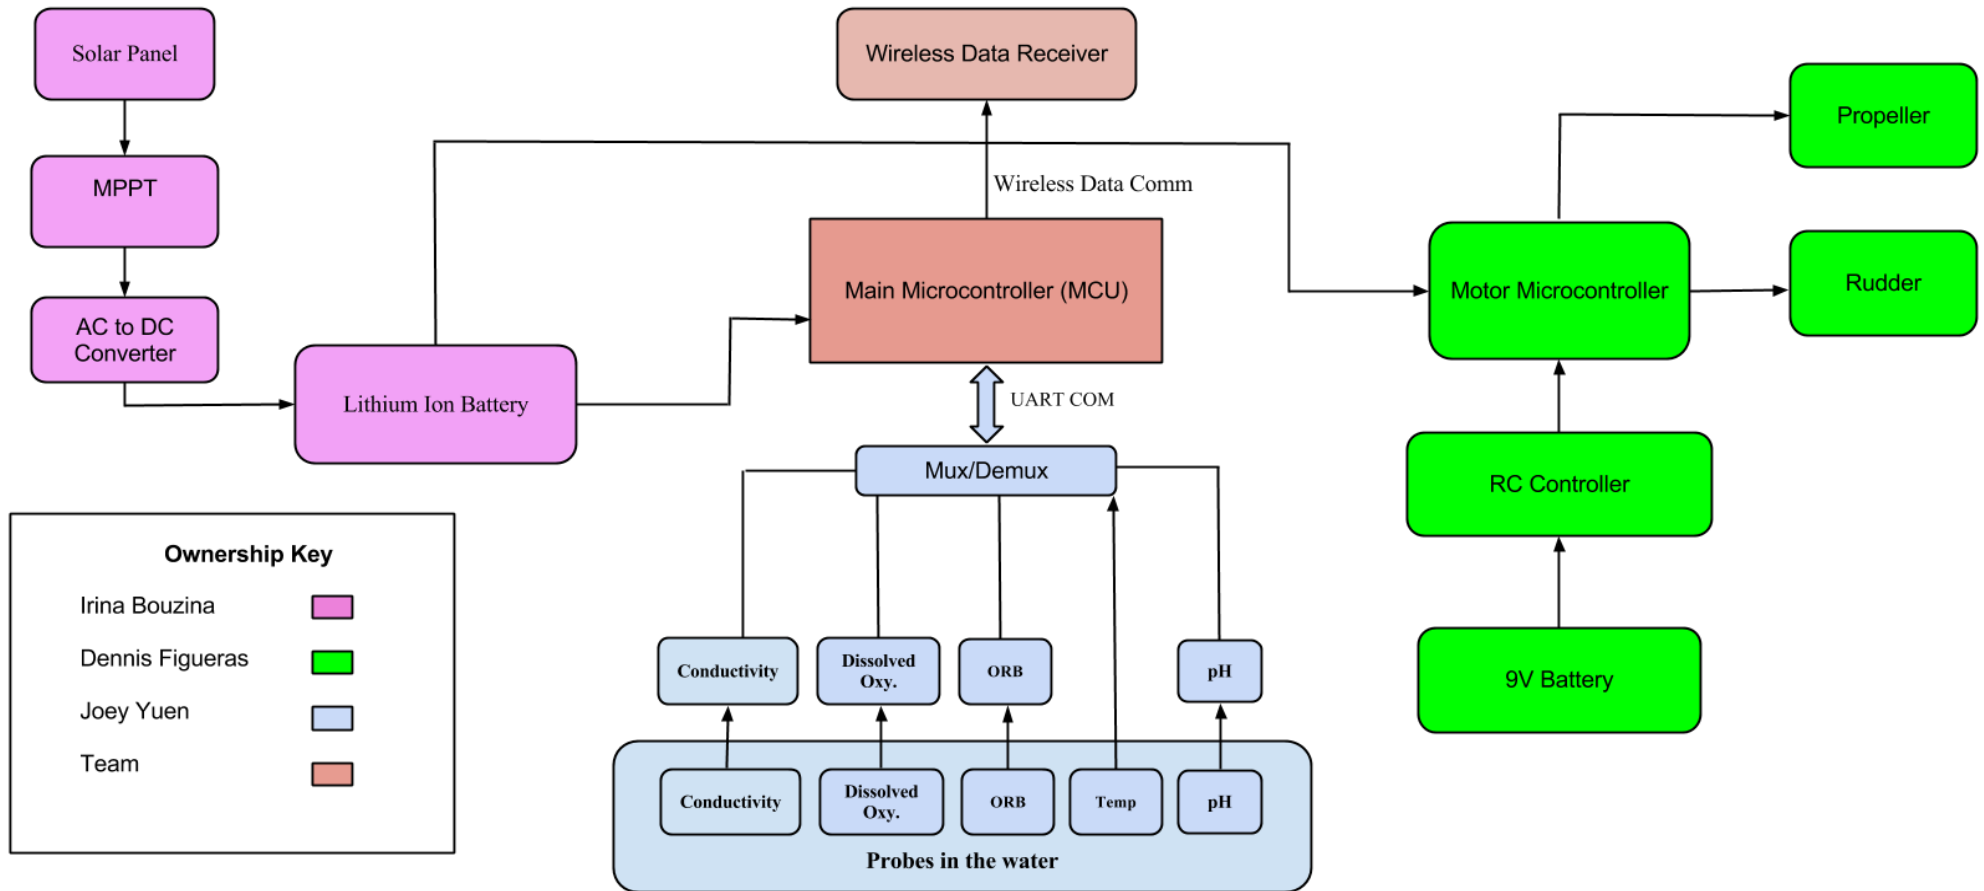 Solar Panel
Wireless Data Receiver
Propeller
MPPT
Wireless Data Comm
Main Microcontroller (MCU)
Motor Microcontroller
Rudder
AC to DC
Converter
Lithium Ion Battery
UART COM
Mux/Demux
RC Controller
Ownership Key
Irina Bouzina
Dennis Figueras
Joey Yuen
Team
Conductivity
Dissolved
Oxy.
ORB
pH
9V Battery
Conductivity
Dissolved
Oxy.
ORB
Temp
pH
Probes in the water